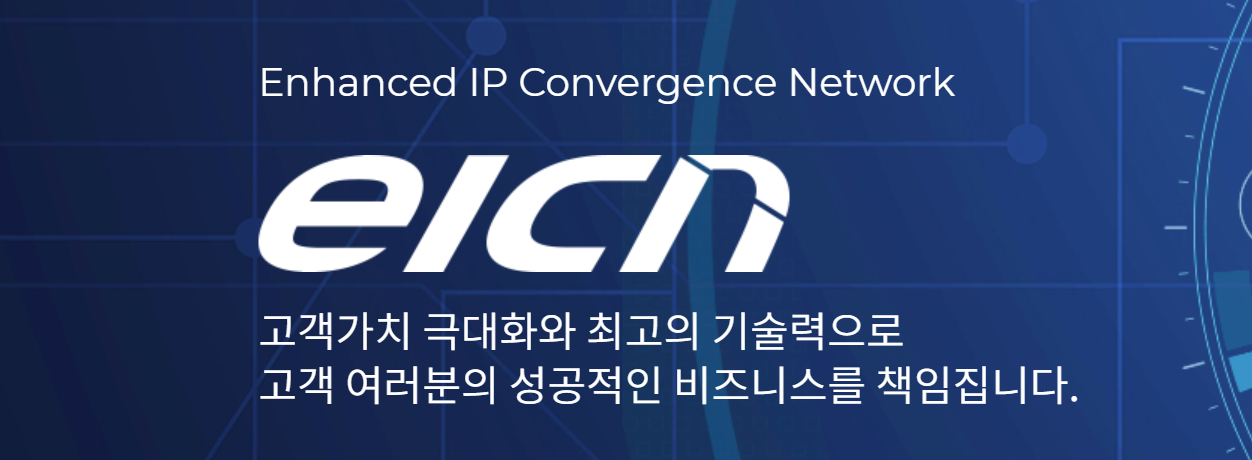 Enhanced IP Convergence Network
eICN
고객가치 극대화와 최고의 기술력으로
고객 여러분의 성공적인 비즈니스를 책임집니다.